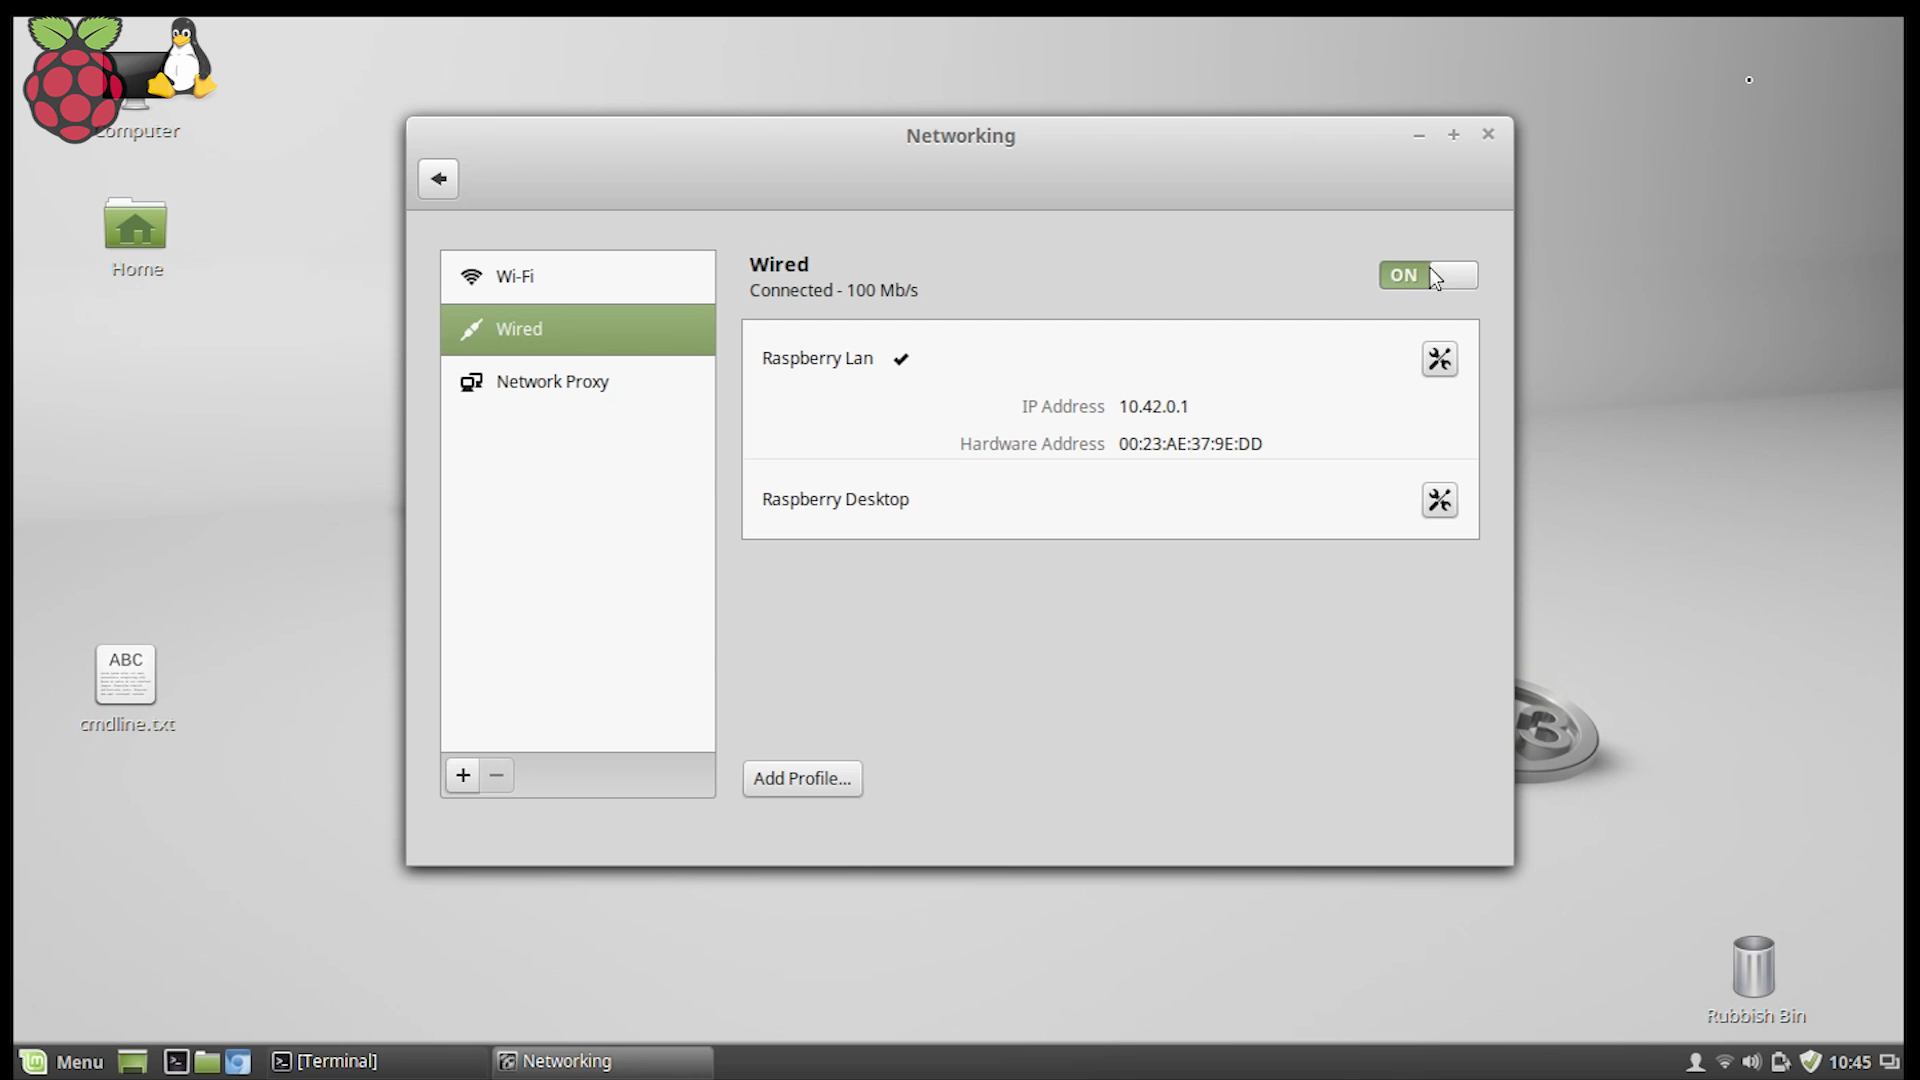 Computer
Home
ABC
cmdline.txt
Networking
Wi-Fi
Wired
Network Proxy
Wired
Connected - 100 Mb/s
ON
Raspberry Lan
IP Address 10.42.0.1
Hardware Address 00:23:AE:37:9E:DD
Raspberry Desktop
+ −
Add Profile...
Rubbish Bin
Menu
[Terminal]
Networking
10:45